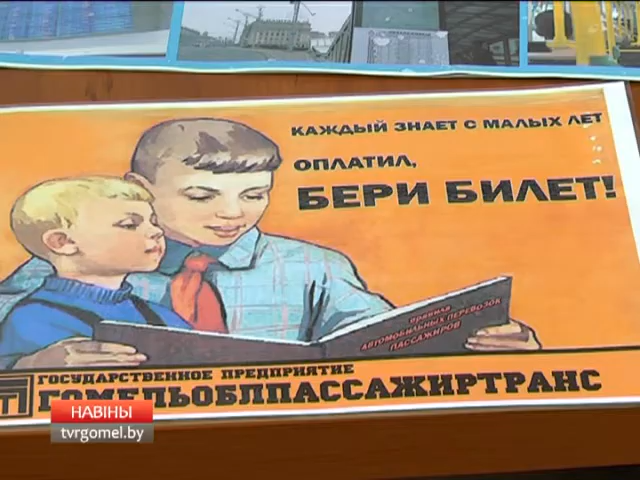 КАЖДЫЙ ЗНАЕТ С МАЛЫХ ЛЕТ
ОПЛАТИЛ,
БЕРИ БИЛЕТ!
правила
АВТОМОБИЛЬНЫХ ПЕРЕВОЗОК
ПАССАЖИРОВ
ГОСУДАРСТВЕННОЕ ПРЕДПРИЯТИЕ
ГОМЕЛЬОБЛПАССАЖИРТРАНС
НАВІНЫ
tvrgomel.by